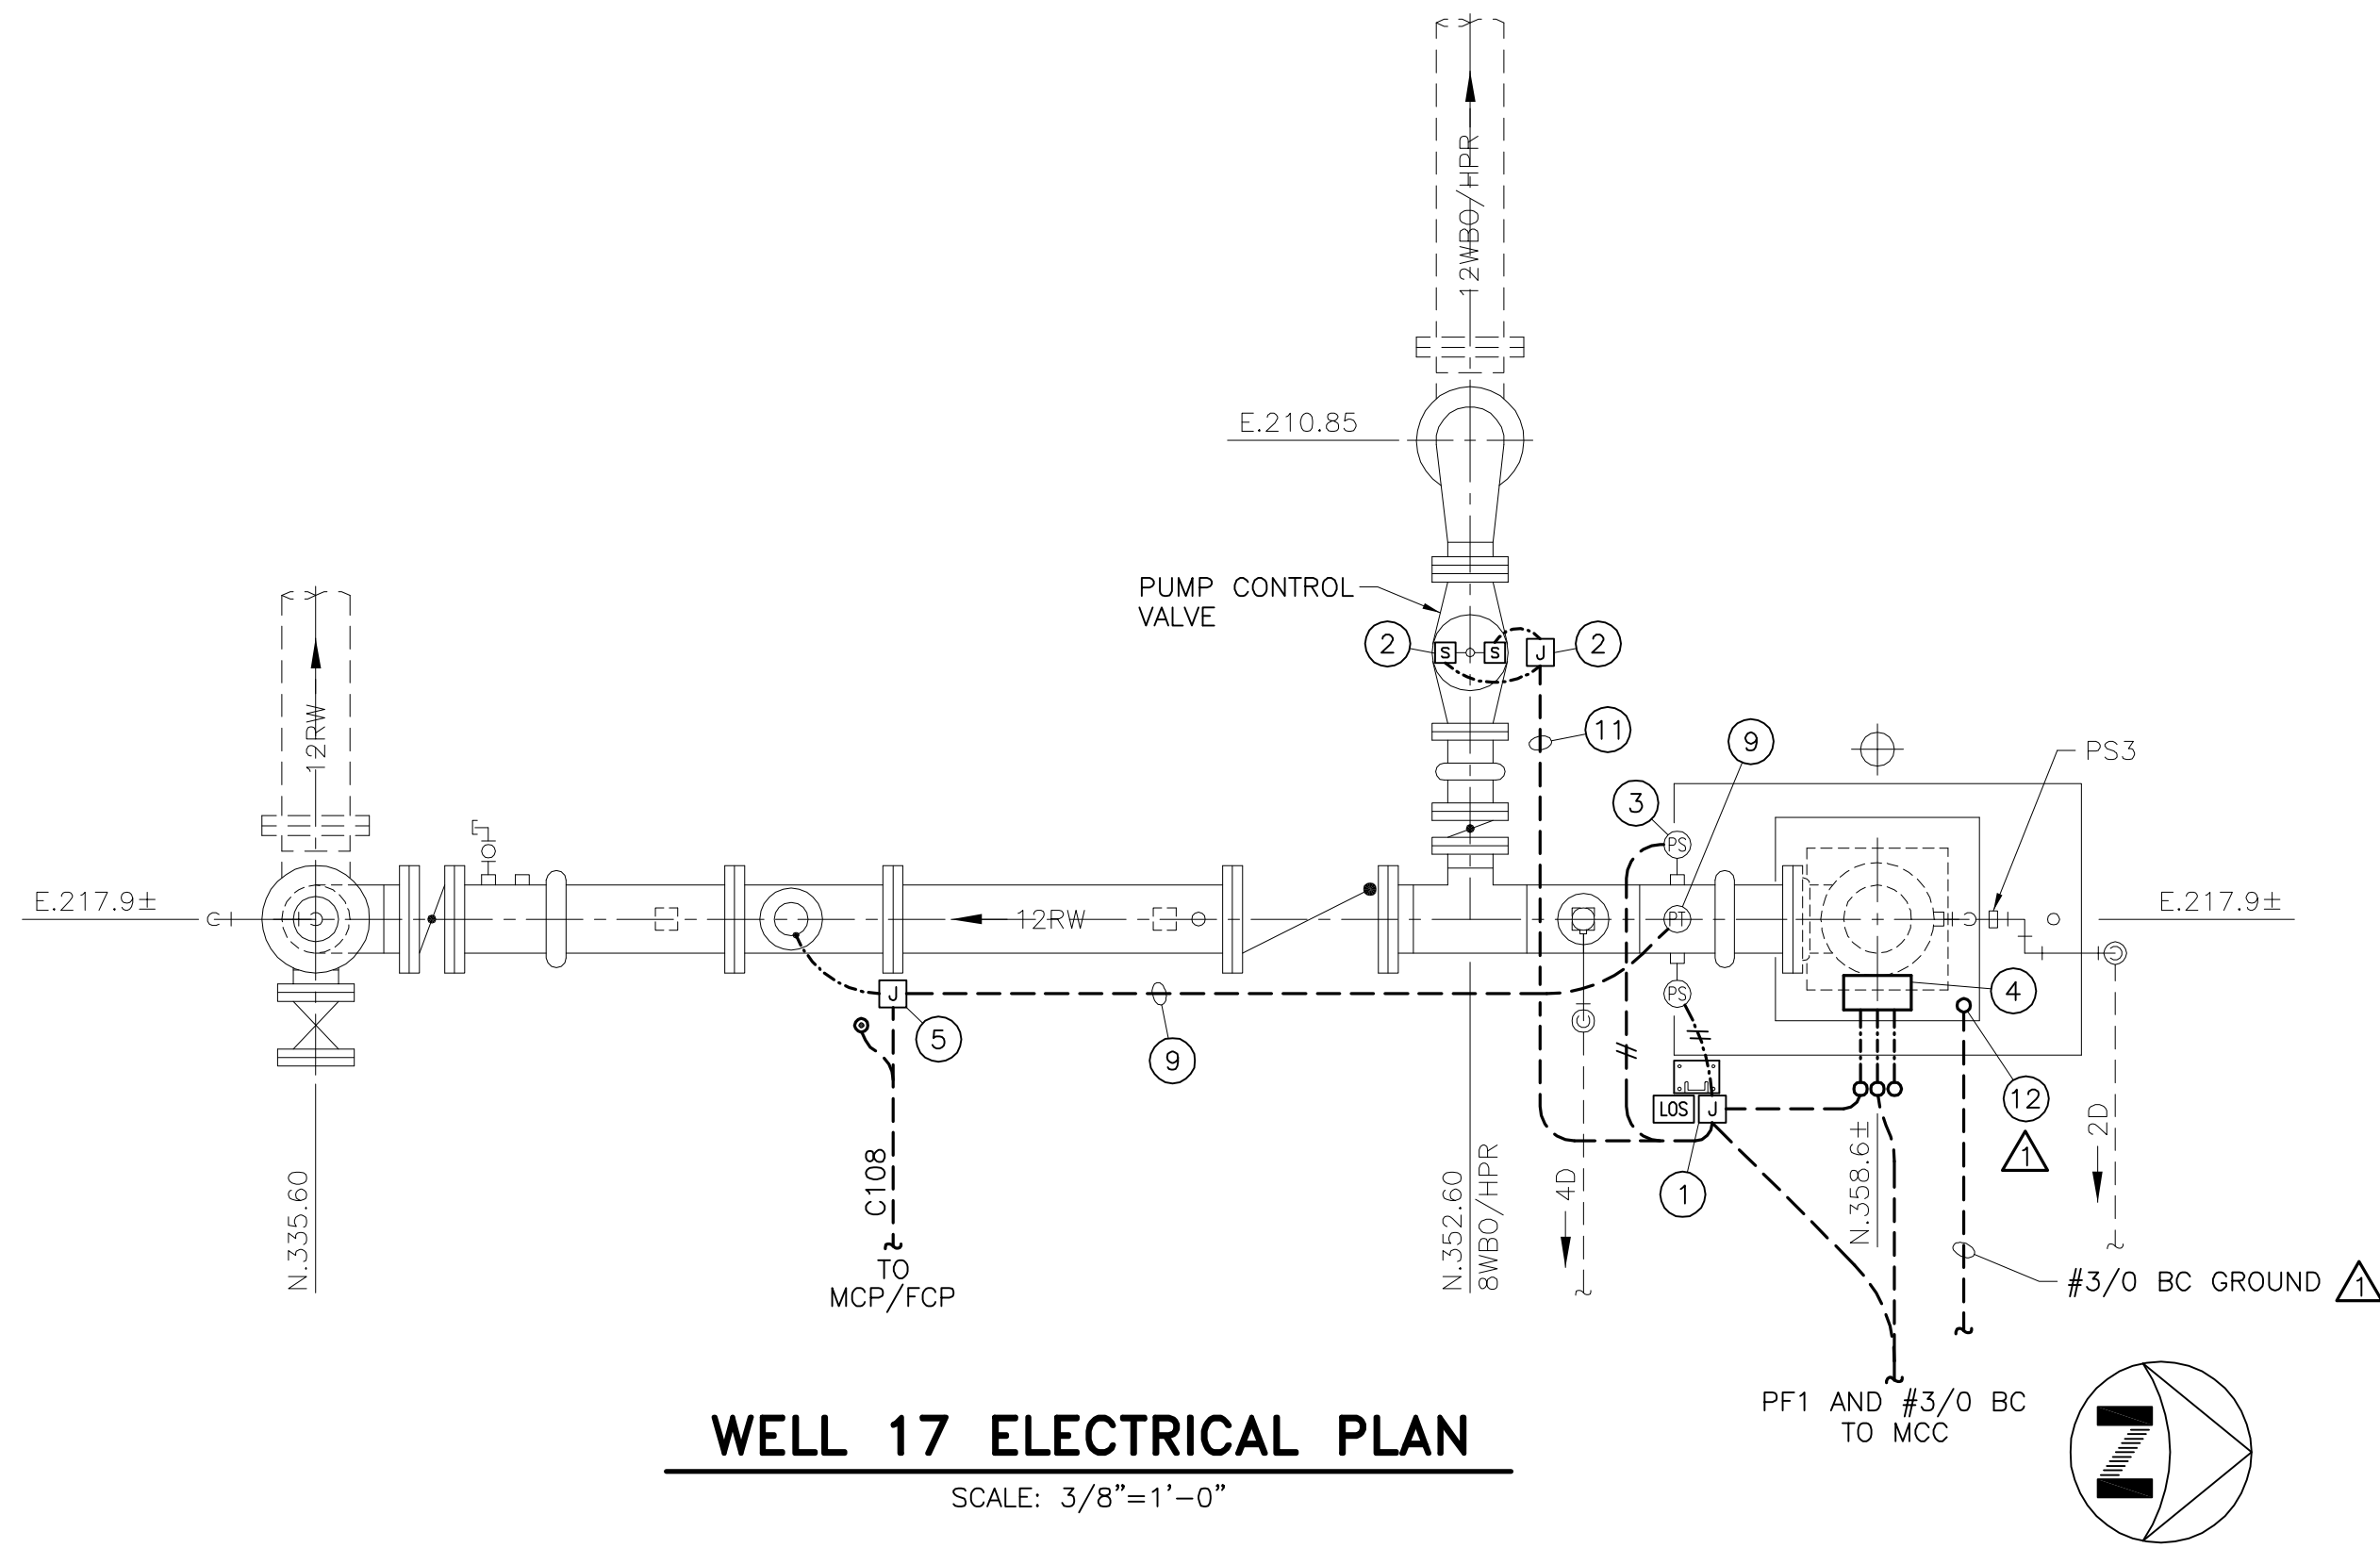 12WBO/HPR
E.210.85
PUMP CONTROL
VALVE
2
S
S
J
2
12RW
11
9
PS3
3
PS
E.217.9±
12RW
PT
E.217.9±
PS
4
J
5
9
12
1
LOS
J
1
C108
TO
MCP/FCP
N.335.60
N.352.60
8WBO/HPR
4D
N.358.6±
2D
#3/0 BC GROUND
1
PF1 AND #3/0 BC
TO MCC
WELL 17 ELECTRICAL PLAN
SCALE: 3/8"=1'-0"
N